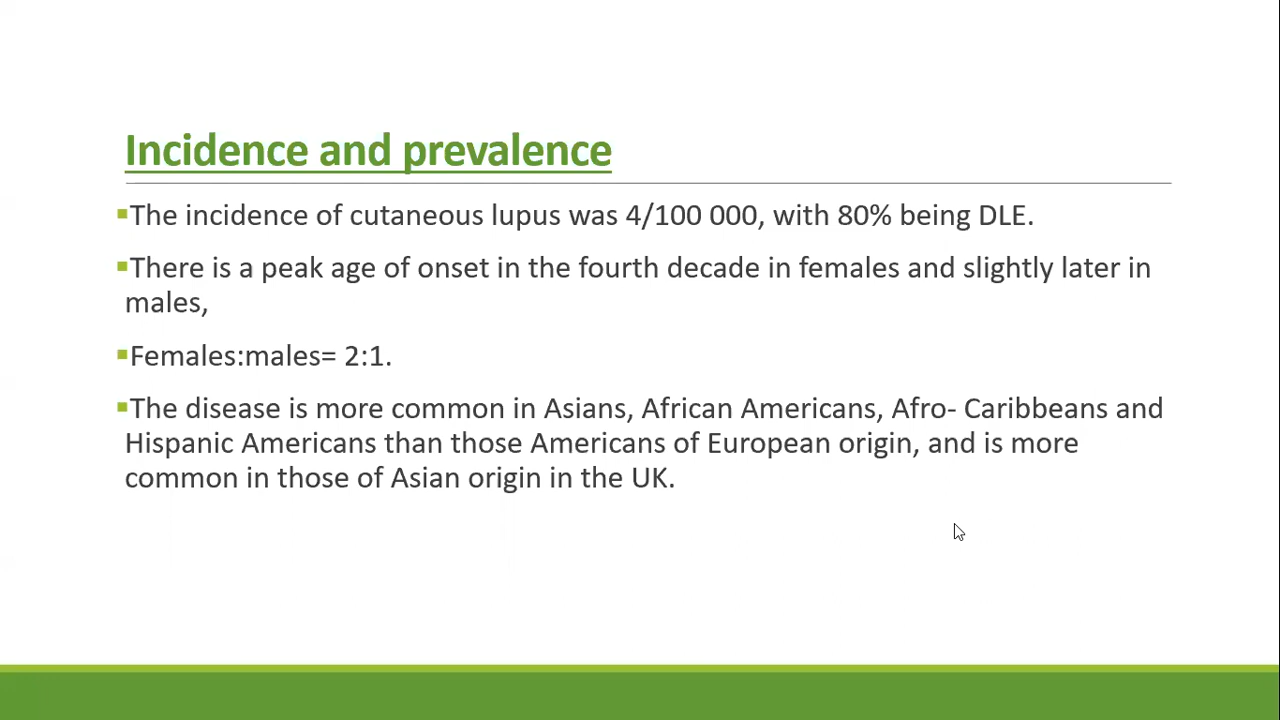 Incidence and prevalence
▪The incidence of cutaneous lupus was 4/100 000, with 80% being DLE.
▪There is a peak age of onset in the fourth decade in females and slightly later in
males,
▪Females:males= 2:1.
▪The disease is more common in Asians, African Americans, Afro- Caribbeans and
Hispanic Americans than those Americans of European origin, and is more
common in those of Asian origin in the UK.